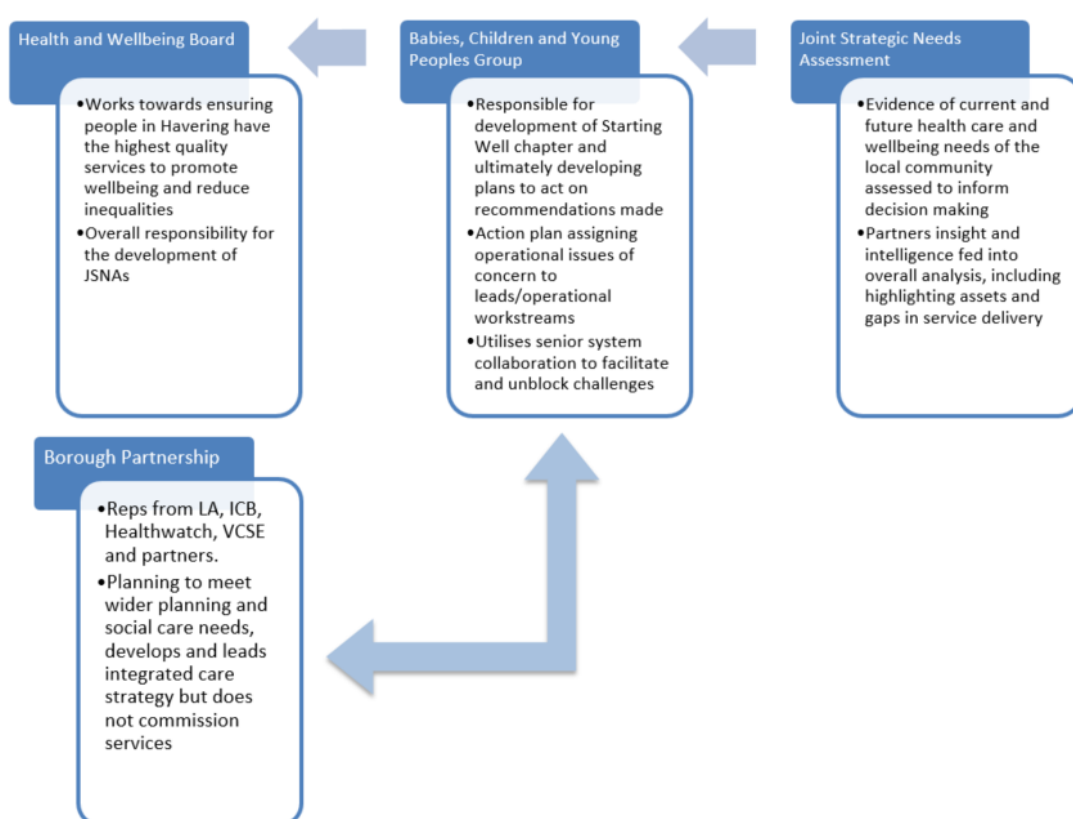 Health and Wellbeing Board
•Works towards ensuring
people in Havering have
the highest quality
services to promote
wellbeing and reduce
inequalities
•Overall responsibility for
the development of
JSNAs
Babies, Children and Young
Peoples Group
•Responsible for
development of Starting
Well chapter and
ultimately developing
plans to act on
recommendations made
•Action plan assigning
operational issues of
concern to
leads/operational
workstreams
•Utilises senior system
collaboration to facilitate
and unblock challenges
Joint Strategic Needs
Assessment
•Evidence of current and
future health care and
wellbeing needs of the
local community
assessed to inform
decision making
•Partners insight and
intelligence fed into
overall analysis, including
highlighting assets and
gaps in service delivery
Borough Partnership
•Reps from LA, ICB,
Healthwatch, VCSE
and partners.
•Planning to meet
wider planning and
social care needs,
develops and leads
integrated care
strategy but does
not commission
services